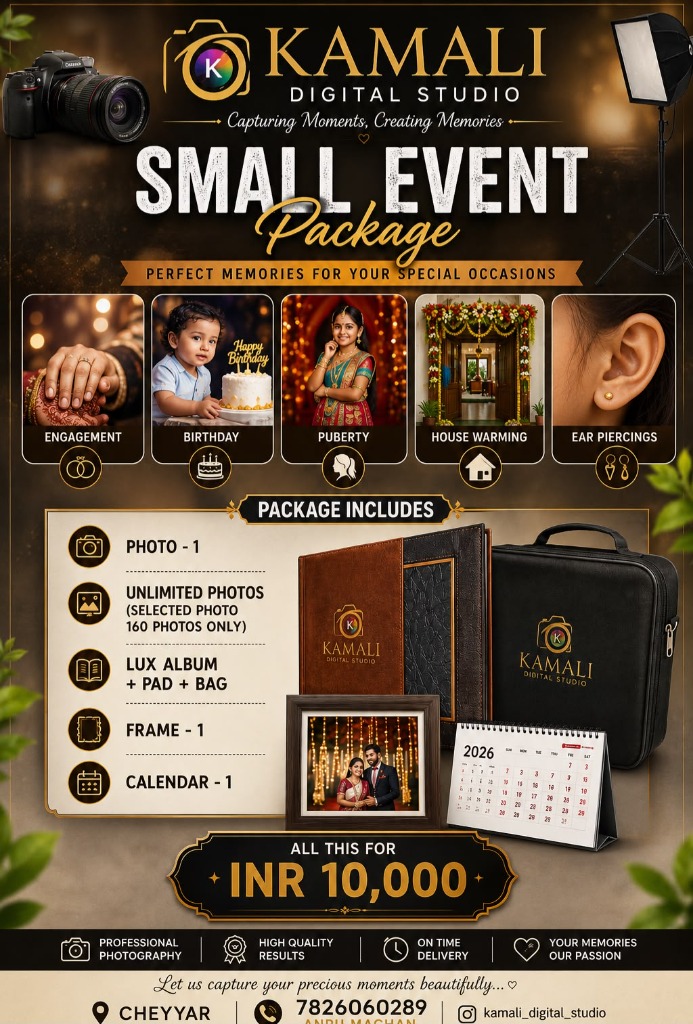 K
KAMALI
DIGITAL STUDIO
Capturing Moments, Creating Memories
SMALL EVENT
Package
PERFECT MEMORIES FOR YOUR SPECIAL OCCASIONS
Happy
Birthday
ENGAGEMENT
BIRTHDAY
PUBERTY
HOUSE WARMING
EAR PIERCINGS
PACKAGE INCLUDES
PHOTO - 1
UNLIMITED PHOTOS
(SELECTED PHOTO
160 PHOTOS ONLY)
LUX ALBUM
+ PAD + BAG
FRAME - 1
CALENDAR - 1
KAMALI
DIGITAL STUDIO
KAMALI
DIGITAL STUDIO
2026
ALL THIS FOR
INR 10,000
PROFESSIONAL
PHOTOGRAPHY
HIGH QUALITY
RESULTS
ON TIME
DELIVERY
YOUR MEMORIES
OUR PASSION
Let us capture your precious moments beautifully...
CHEYYAR
7826060289
kamali_digital_studio